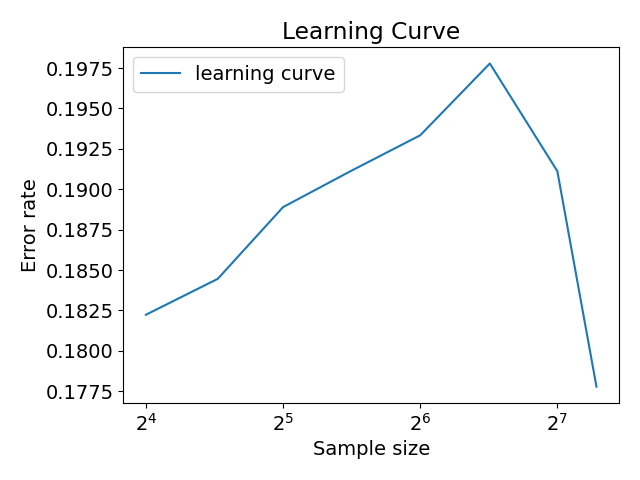 Learning Curve
learning curve
0.1975
0.1950
0.1925
0.1900
0.1875
0.1850
0.1825
0.1800
0.1775
Error rate
2⁴ 2⁵ 2⁶ 2⁷
Sample size